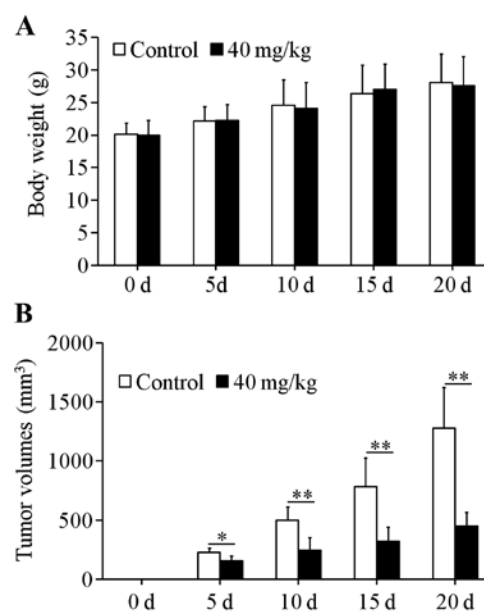 A
Control 40 mg/kg
Body weight (g)
35
30
25
20
15
10
5
0
0 d 5d 10 d 15 d 20 d
B
Control 40 mg/kg
Tumor volumes (mm³)
2000
1500
1000
500
0
* ** ** **
0 d 5 d 10 d 15 d 20 d